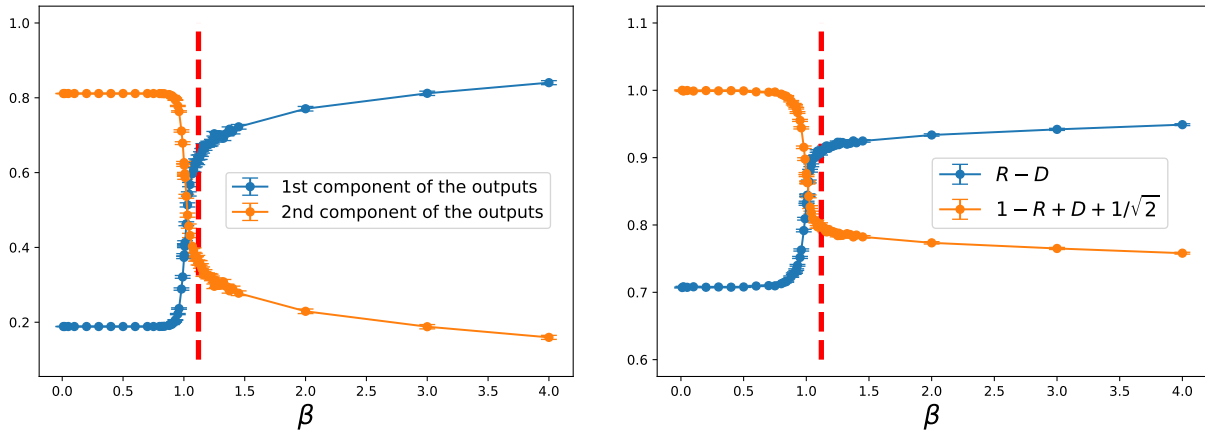 1.0
0.8
0.6
0.4
0.2
0.0 0.5 1.0 1.5 2.0 2.5 3.0 3.5 4.0
β
1st component of the outputs
2nd component of the outputs
1.1
1.0
0.9
0.8
0.7
0.6
0.0 0.5 1.0 1.5 2.0 2.5 3.0 3.5 4.0
β
R − D
1 − R + D + 1/√2